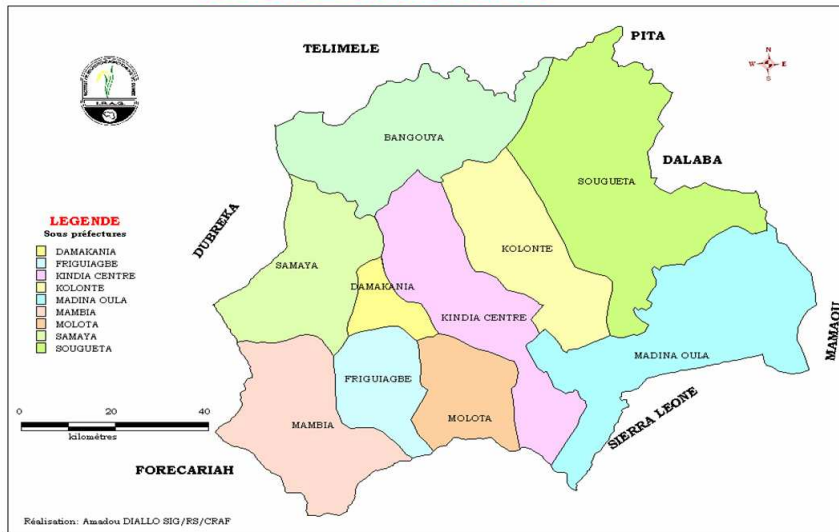 TELIMELE
PITA
N
W E
S
I.R.A.G
BANGOUYA
DALABA
SOUGUETA
LEGENDE
Sous préfectures
DAMAKANIA
FRIGUIAGBE
KINDIA CENTRE
KOLONTE
MADINA OULA
MAMBIA
MOLOTA
SAMAYA
SOUGUETA
DUBREKA
KOLONTE
SAMAYA
DAMAKANIA
KINDIA CENTRE
MAMAOU
MADINA OULA
FRIGUIAGBE
0 20 40
kilométres
MOLOTA
MAMBIA
SIERRA LEONE
FORECARIAH
Réalisation: Amadou DIALLO SIG/RS/CRAF